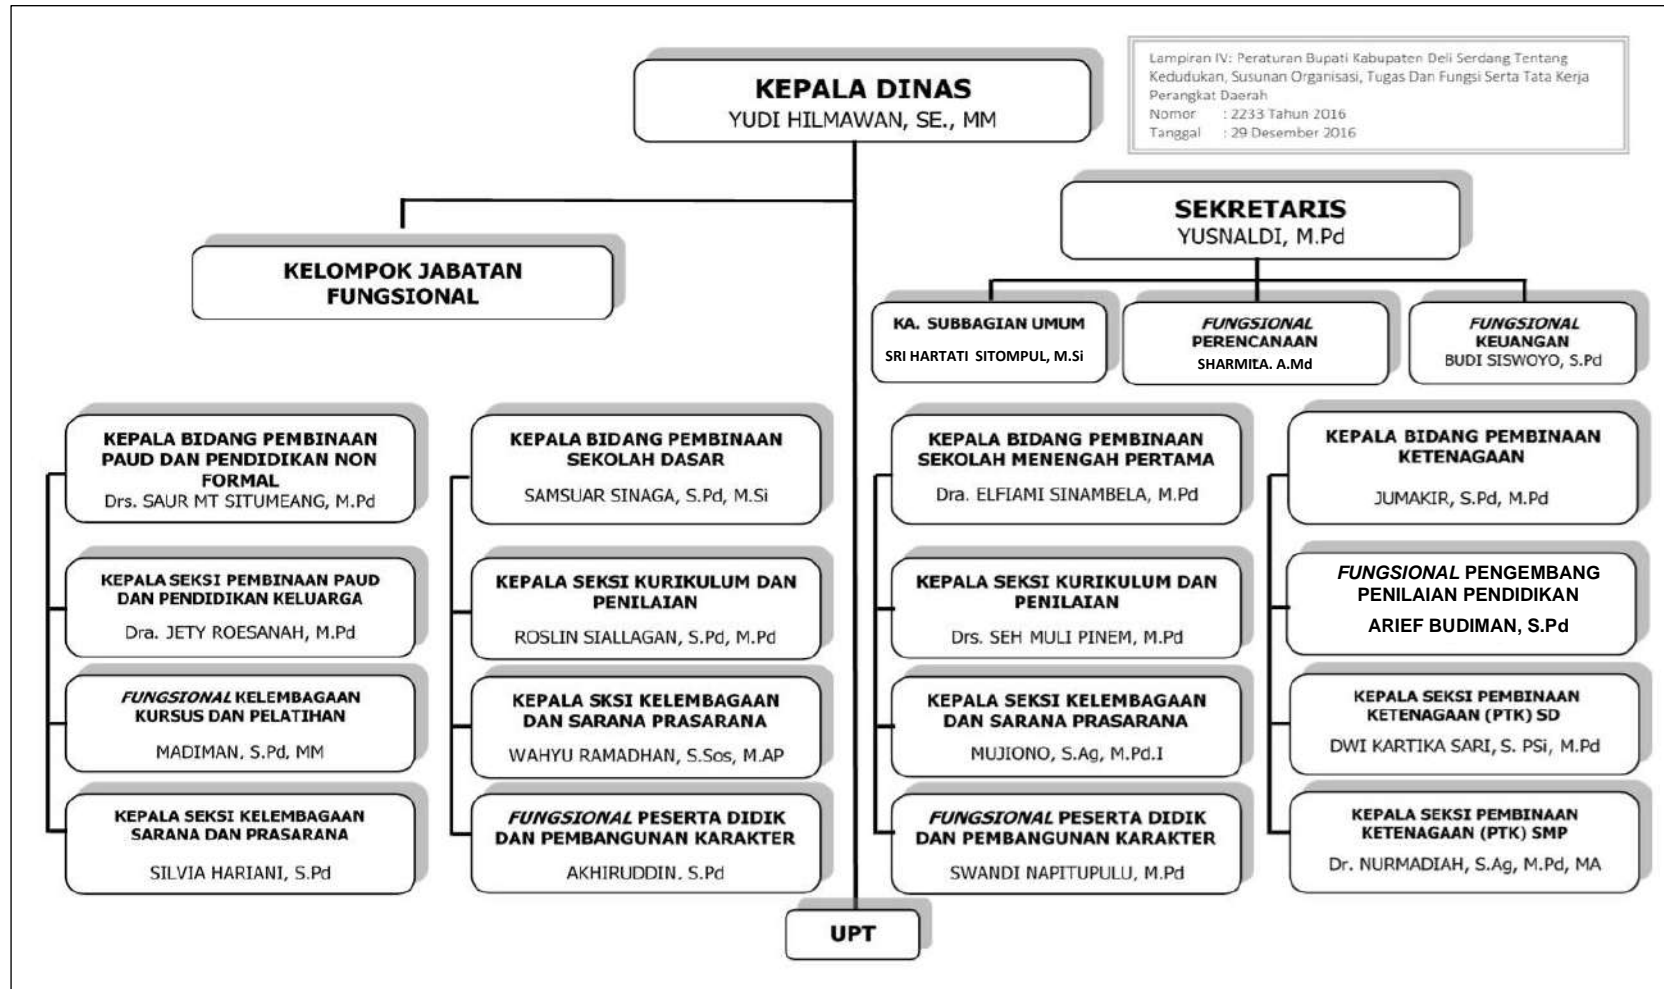 KEPALA DINAS
YUDI HILMAWAN, SE., MM
Lampiran IV: Peraturan Bupati Kabupaten Deli Serdang Tentang
Kedudukan, Susunan Organisasi, Tugas Dan Fungsi Serta Tata Kerja
Perangkat Daerah
Nomor : 2233 Tahun 2016
Tanggal : 29 Desember 2016
SEKRETARIS
YUSNALDI, M.Pd
KELOMPOK JABATAN
FUNGSIONAL
KA. SUBBAGIAN UMUM
SRI HARTATI SITOMPUL, M.Si
FUNGSIONAL
PERENCANAAN
SHARMILA. A.Md
FUNGSIONAL
KEUANGAN
BUDI SISWOYO, S.Pd
KEPALA BIDANG PEMBINAAN
PAUD DAN PENDIDIKAN NON
FORMAL
Drs. SAUR MT SITUMEANG, M.Pd
KEPALA BIDANG PEMBINAAN
SEKOLAH DASAR
SAMSUAR SINAGA, S.Pd, M.Si
KEPALA BIDANG PEMBINAAN
SEKOLAH MENENGAH PERTAMA
Dra. ELFIAMI SINAMBELA, M.Pd
KEPALA BIDANG PEMBINAAN
KETENAGAAN
JUMAKIR, S.Pd, M.Pd
KEPALA SEKSI PEMBINAAN PAUD
DAN PENDIDIKAN KELUARGA
Dra. JETY ROESANAH, M.Pd
KEPALA SEKSI KURIKULUM DAN
PENILAIAN
ROSLIN SIALLAGAN, S.Pd, M.Pd
KEPALA SEKSI KURIKULUM DAN
PENILAIAN
Drs. SEH MULI PINEM, M.Pd
FUNGSIONAL PENGEMBANG
PENILAIAN PENDIDIKAN
ARIEF BUDIMAN, S.Pd
FUNGSIONAL KELEMBAGAAN
KURSUS DAN PELATIHAN
MADIMAN, S.Pd, MM
KEPALA SKSI KELEMBAGAAN
DAN SARANA PRASARANA
WAHYU RAMADHAN, S.Sos, M.AP
KEPALA SEKSI KELEMBAGAAN
DAN SARANA PRASARANA
MUJIONO, S.Ag, M.Pd.I
KEPALA SEKSI PEMBINAAN
KETENAGAAN (PTK) SD
DWI KARTIKA SARI, S. PSi, M.Pd
KEPALA SEKSI KELEMBAGAAN
SARANA DAN PRASARANA
SILVIA HARIANI, S.Pd
FUNGSIONAL PESERTA DIDIK
DAN PEMBANGUNAN KARAKTER
AKHIRUDDIN. S.Pd
FUNGSIONAL PESERTA DIDIK
DAN PEMBANGUNAN KARAKTER
SWANDI NAPITUPULU, M.Pd
KEPALA SEKSI PEMBINAAN
KETENAGAAN (PTK) SMP
Dr. NURMADIAH, S.Ag, M.Pd, MA
UPT